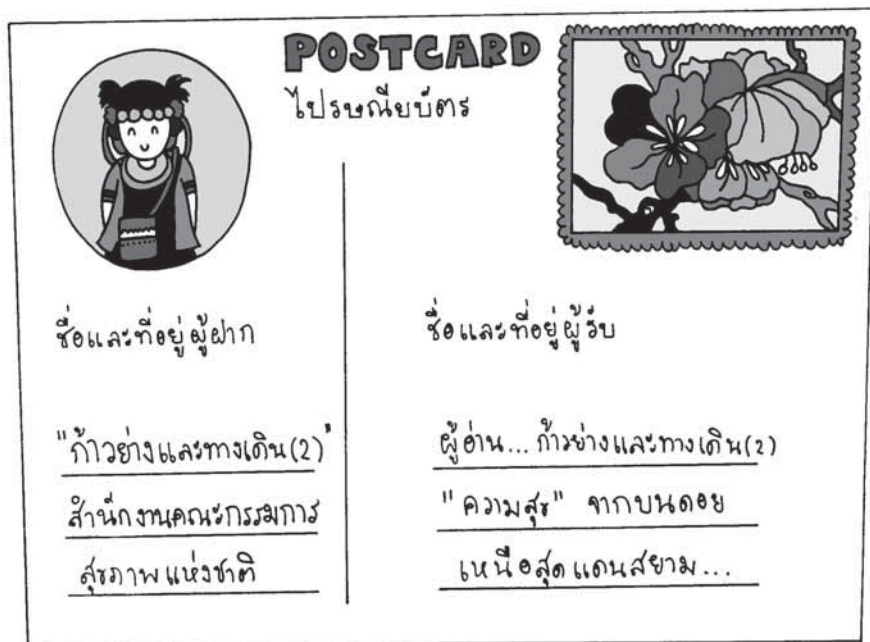 POSTCARD
ไปรษณียบัตร
ชื่อและที่อยู่ผู้ฝาก
"ก้าวย่างและทางเดิน(2)"
สำนักงานคณะกรรมการ
สุขภาพแห่งชาติ
ชื่อและที่อยู่ผู้รับ
ผู้อ่าน...ก้าวย่างและทางเดิน(2)
"ความสุข" จากบนดอย
เหนือสุดแดนสยาม...